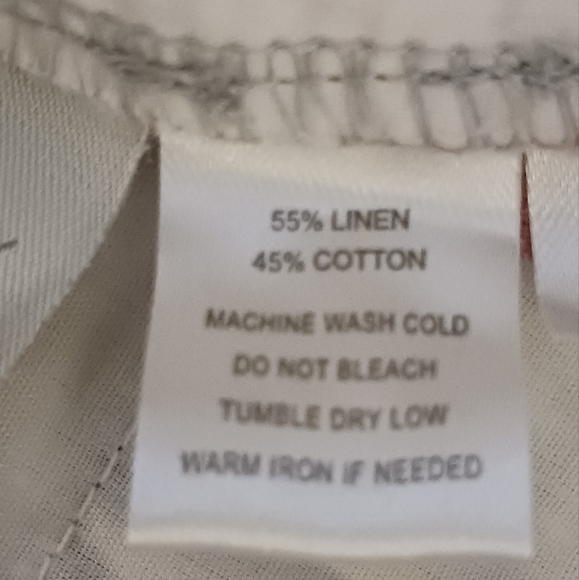 55% LINEN
45% COTTON
MACHINE WASH COLD
DO NOT BLEACH
TUMBLE DRY LOW
WARM IRON IF NEEDED